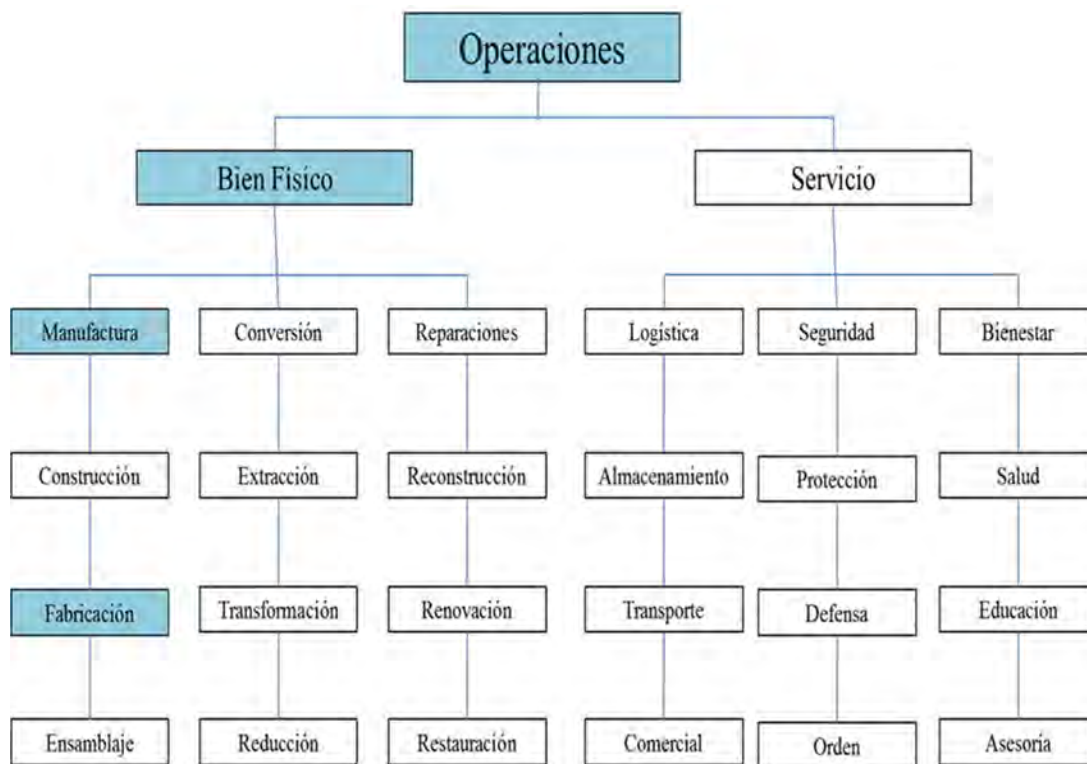 Operaciones
Bien Fisico
Servicio
Manufactura
Conversión
Reparaciones
Logística
Seguridad
Bienestar
Construcción
Extracción
Reconstrucción
Almacenamiento
Protección
Salud
Fabricación
Transformación
Renovación
Transporte
Defensa
Educación
Ensamblaje
Reducción
Restauración
Comercial
Orden
Asesoría